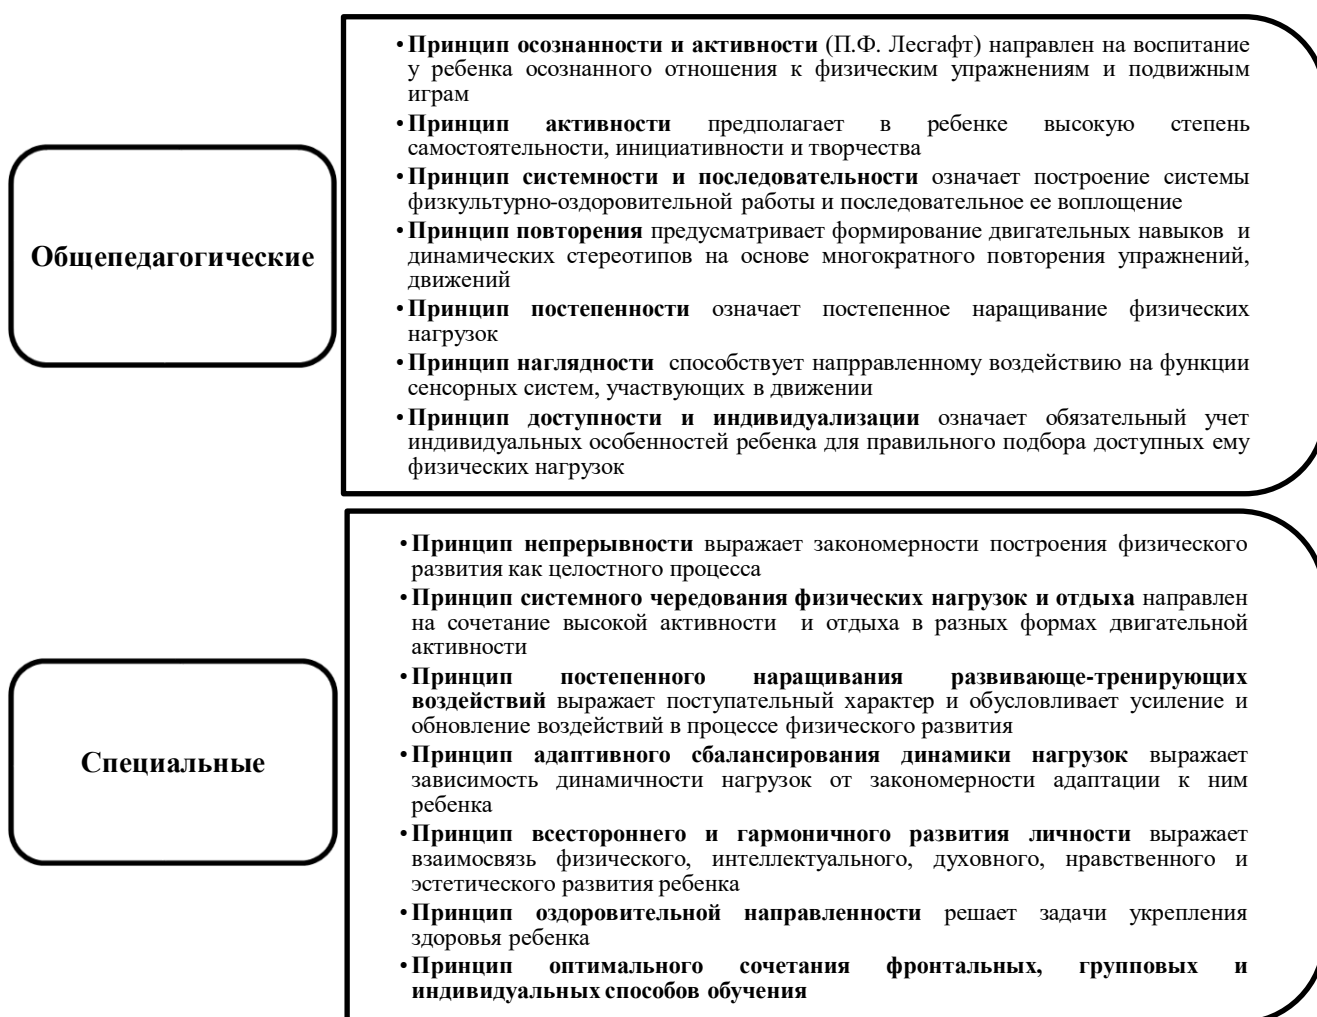 Общепедагогические
• Принцип осознанности и активности (П.Ф. Лесгафт) направлен на воспитание
у ребенка осознанного отношения к физическим упражнениям и подвижным
играм
• Принцип активности предполагает в ребенке высокую степень
самостоятельности, инициативности и творчества
• Принцип системности и последовательности означает построение системы
физкультурно-оздоровительной работы и последовательное ее воплощение
• Принцип повторения предусматривает формирование двигательных навыков и
динамических стереотипов на основе многократного повторения упражнений,
движений
• Принцип постепенности означает постепенное наращивание физических
нагрузок
• Принцип наглядности способствует напрравленному воздействию на функции
сенсорных систем, участвующих в движении
• Принцип доступности и индивидуализации означает обязательный учет
индивидуальных особенностей ребенка для правильного подбора доступных ему
физических нагрузок
Специальные
• Принцип непрерывности выражает закономерности построения физического
развития как целостного процесса
• Принцип системного чередования физических нагрузок и отдыха направлен
на сочетание высокой активности и отдыха в разных формах двигательной
активности
• Принцип постепенного наращивания развивающе-тренирующих
воздействий выражает поступательный характер и обусловливает усиление и
обновление воздействий в процессе физического развития
• Принцип адаптивного сбалансирования динамики нагрузок выражает
зависимость динамичности нагрузок от закономерности адаптации к ним
ребенка
• Принцип всестороннего и гармоничного развития личности выражает
взаимосвязь физического, интеллектуального, духовного, нравственного и
эстетического развития ребенка
• Принцип оздоровительной направленности решает задачи укрепления
здоровья ребенка
• Принцип оптимального сочетания фронтальных, групповых и
индивидуальных способов обучения